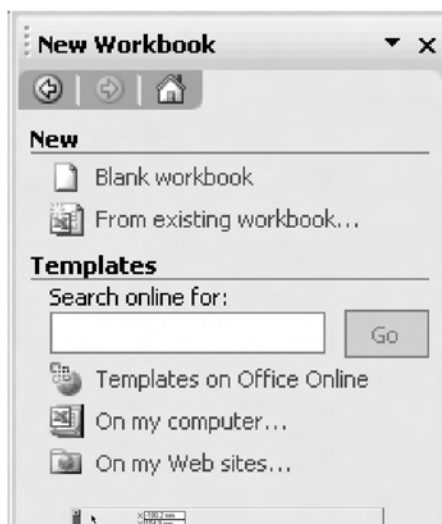 New Workbook
New
Blank workbook
From existing workbook...
Templates
Search online for:
Go
Templates on Office Online
On my computer...
On my Web sites...